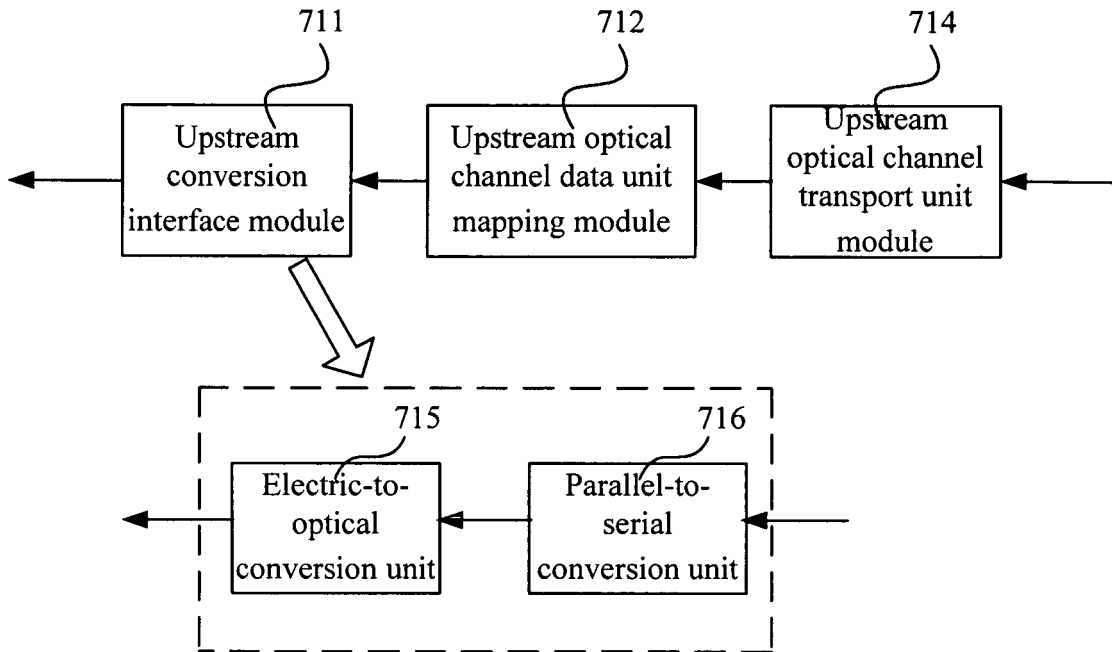 711
712
714
Upstream
conversion
interface module
Upstream optical
channel data unit
mapping module
Upstream
optical channel
transport unit
module
715
716
Electric-to-
optical
conversion unit
Parallel-to-
serial
conversion unit